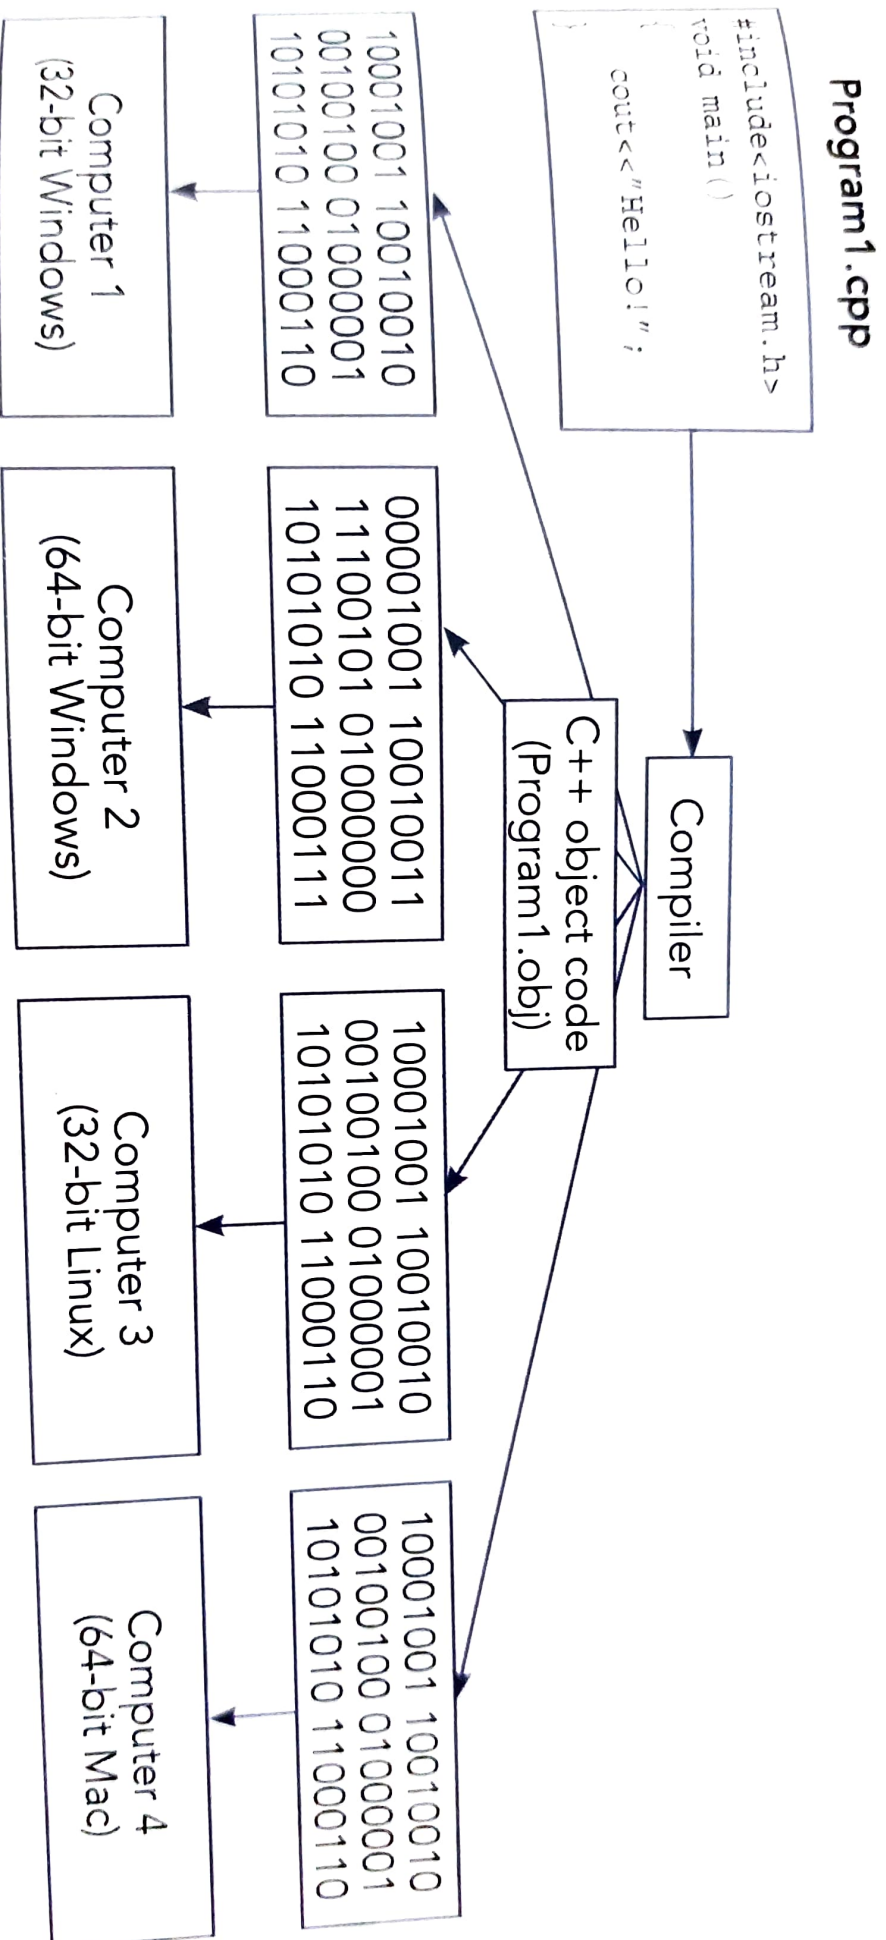 Program1.cpp
#include<iostream.h>
void main()
{
cout<<"Hello!";
}
Compiler
C++ object code
(Program1.obj)
10001001 10010010
00100100 01000001
10101010 11000110
00001001 10010011
11100101 01000000
10101010 11000111
10001001 10010010
00100100 01000001
10101010 11000110
10001001 10010010
00100100 01000001
10101010 11000110
Computer 1
(32-bit Windows)
Computer 2
(64-bit Windows)
Computer 3
(32-bit Linux)
Computer 4
(64-bit Mac)